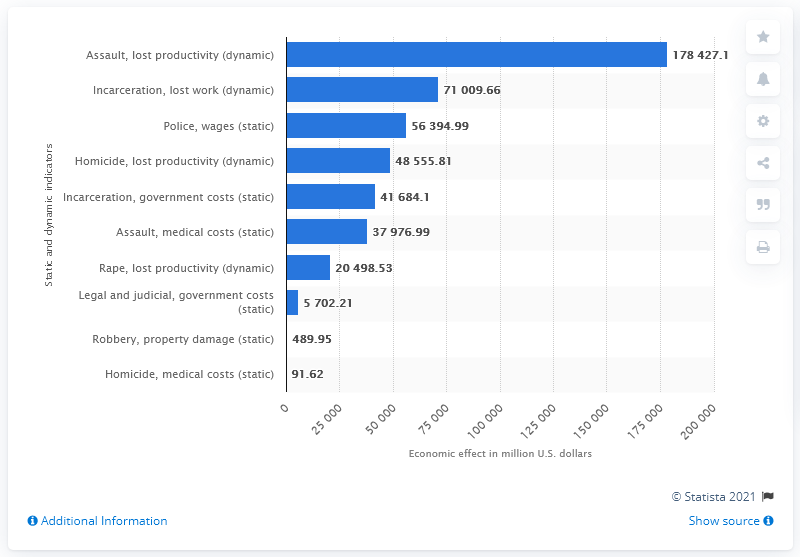 Static and dynamic indicators
Assault, lost productivity (dynamic) 178 427.1
Incarceration, lost work (dynamic) 71 009.66
Police, wages (static) 56 394.99
Homicide, lost productivity (dynamic) 48 555.81
Incarceration, government costs (static) 41 684.1
Assault, medical costs (static) 37 976.99
Rape, lost productivity (dynamic) 20 498.53
Legal and judicial, government costs
(static) 5 702.21
Robbery, property damage (static) 489.95
Homicide, medical costs (static) 91.62
0 25 000 50 000 75 000 100 000 125 000 150 000 175 000 200 000
Economic effect in million U.S. dollars
© Statista 2021
Additional Information
Show source